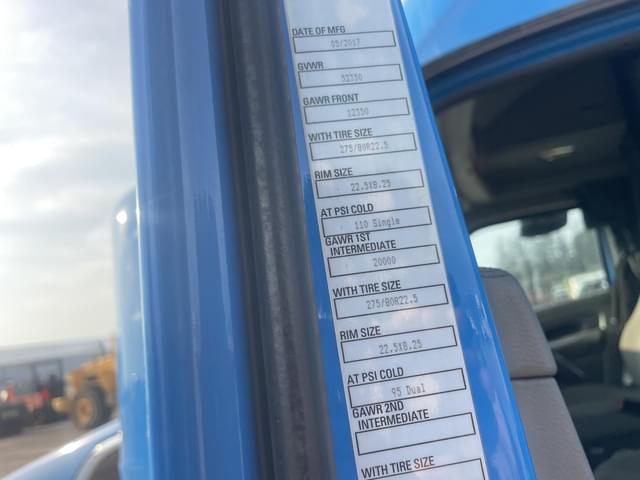 DATE OF MFG
05/2017
GVWR
52350
GAWR FRONT
12350
WITH TIRE SIZE
275/80R22.5
RIM SIZE
22.5X8.25
AT PSI COLD
110 Single
GAWR 1ST
INTERMEDIATE
20000
WITH TIRE SIZE
275/80R22.5
RIM SIZE
22.5X8.25
AT PSI COLD
95 Dual
GAWR 2ND
INTERMEDIATE
WITH TIRE SIZE